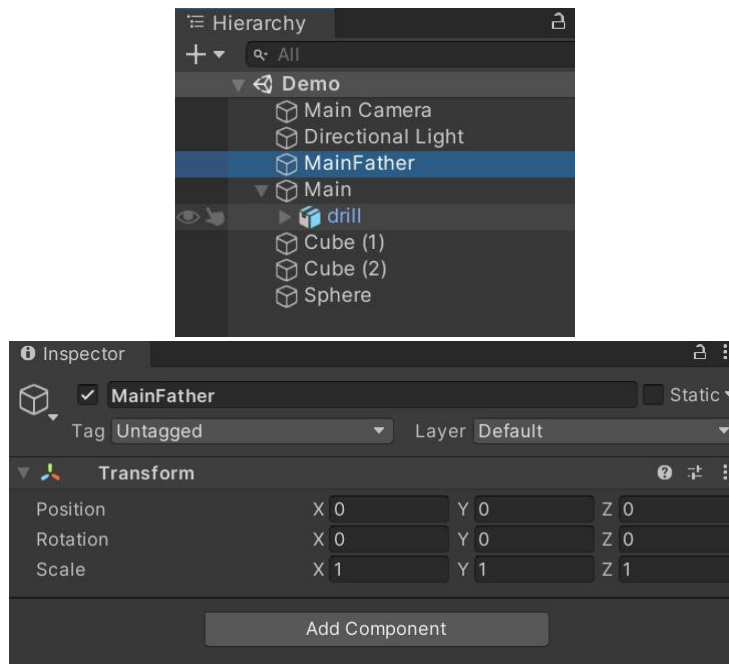 Hierarchy
All
Demo
Main Camera
Directional Light
MainFather
Main
drill
Cube (1)
Cube (2)
Sphere
Inspector
MainFather Static
Tag Untagged Layer Default
Transform
Position X 0 Y 0 Z 0
Rotation X 0 Y 0 Z 0
Scale X 1 Y 1 Z 1
Add Component